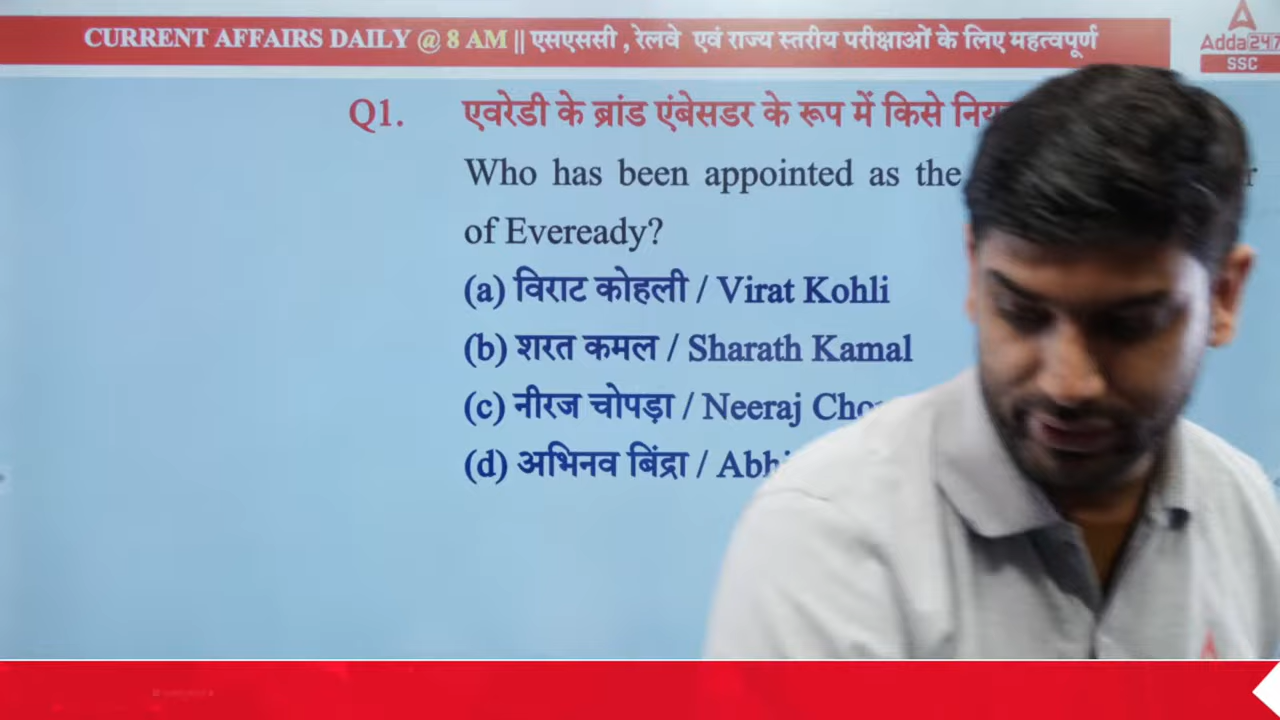 CURRENT AFFAIRS DAILY @ 8 AM || एसएससी , रेलवे एवं राज्य स्तरीय परीक्षाओं के लिए महत्वपूर्ण
Adda247
SSC
Q1. एवरेडी के ब्रांड एंबेसडर के रूप में किसे
Who has been appointed as the
of Eveready?
(a) विराट कोहली / Virat Kohli
(b) शरत कमल / Sharath Kamal
(c) नीरज चोपड़ा / Neeraj
(d) अभिनव बिंद्रा /